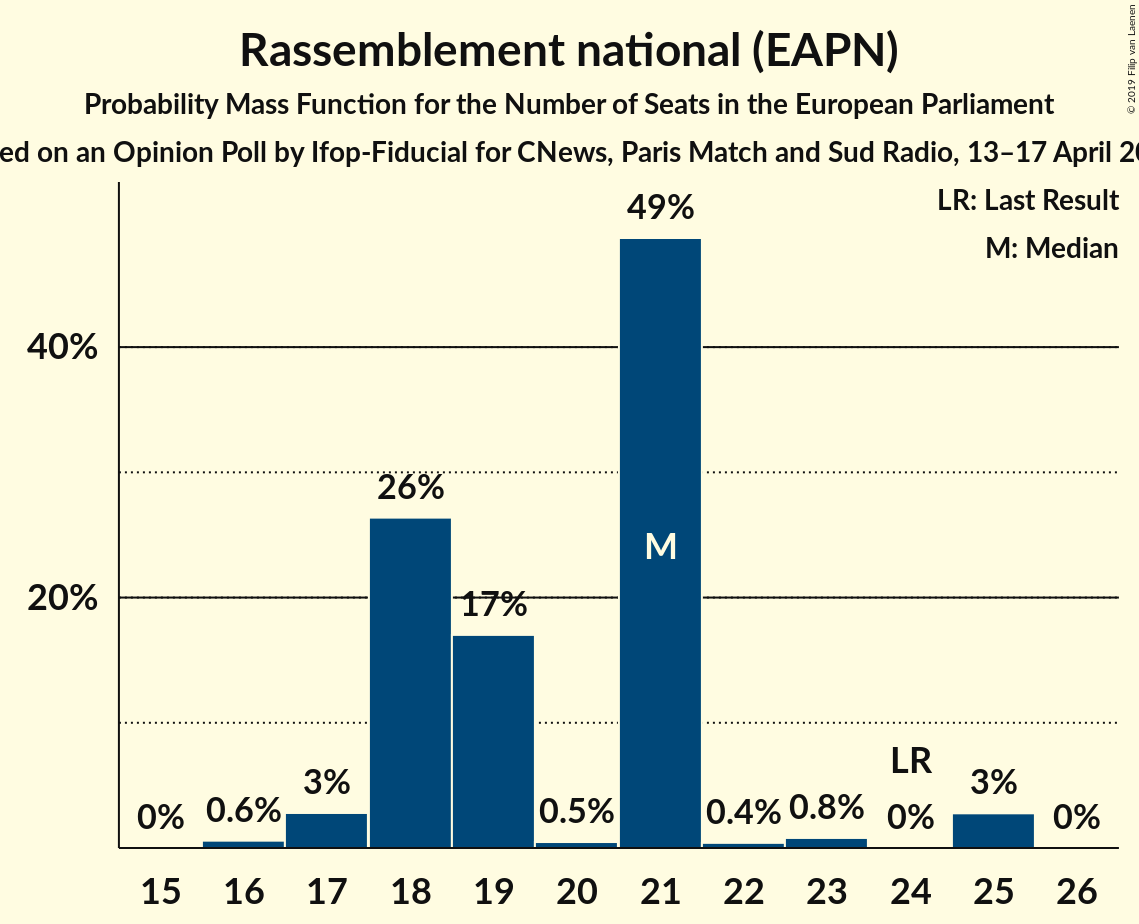 Rassemblement national (EAPN)
Probability Mass Function for the Number of Seats in the European Parliament
ed on an Opinion Poll by Ifop-Fiducial for CNews, Paris Match and Sud Radio, 13–17 April 20
© 2019 Filip van Laenen
LR: Last Result
M: Median
49%
40%
26%
M
20%
17%
LR
3%
3%
0%
0.6%
0.5%
0.4%
0.8%
0%
0%
15 16 17 18 19 20 21 22 23 24 25 26